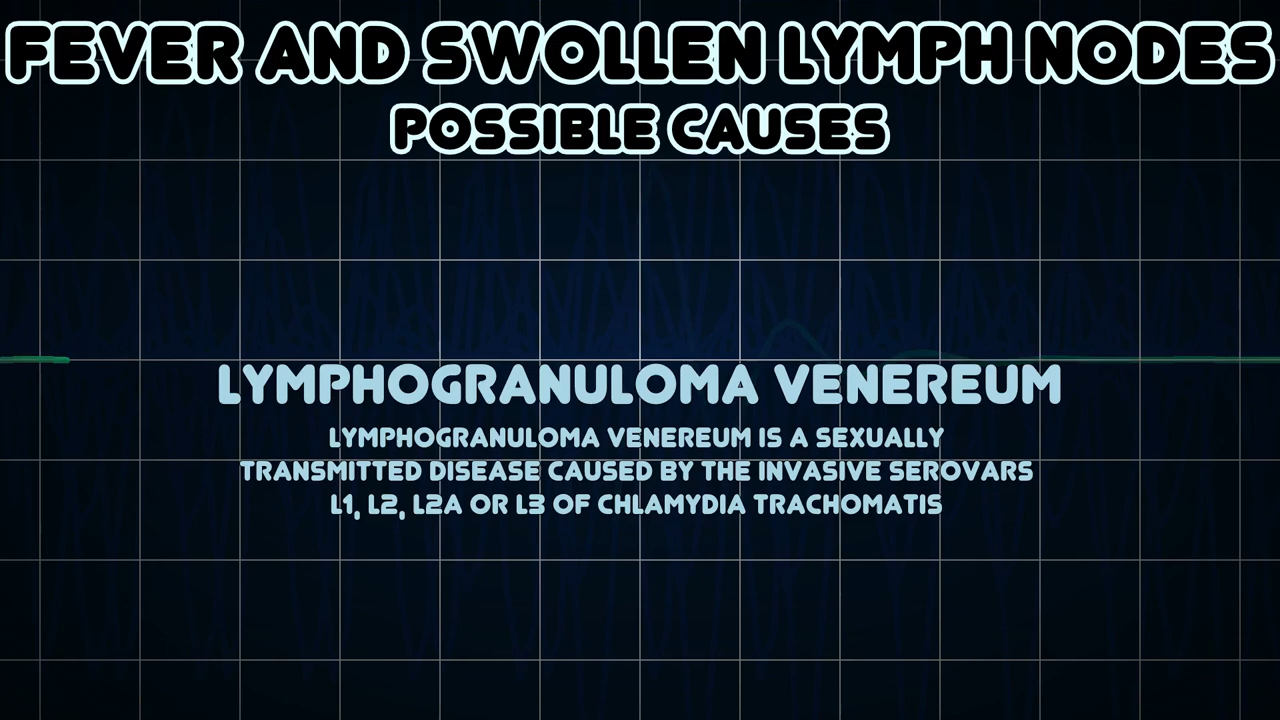 FEVER AND SWOLLEN LYMPH NODES
POSSIBLE CAUSES
LYMPHOGRANULOMA VENEREUM
LYMPHOGRANULOMA VENEREUM IS A SEXUALLY
TRANSMITTED DISEASE CAUSED BY THE INVASIVE SEROVARS
L1, L2, L2A OR L3 OF CHLAMYDIA TRACHOMATIS